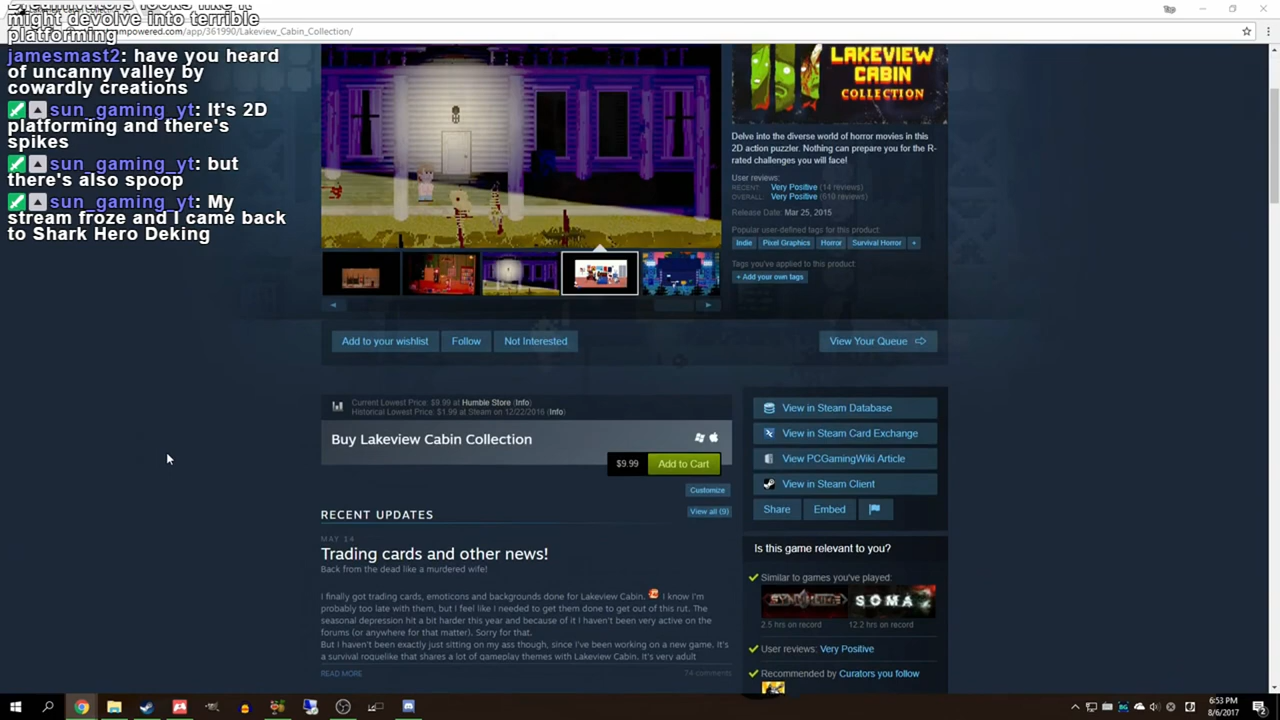 Dreamivators looks like it
might devolve into terrible
platforming
jamesmast2: have you heard
of uncanny valley by
cowardly creations
sun_gaming_yt: It's 2D
platforming and there's
spikes
sun_gaming_yt: but
there's also spoop
sun_gaming_yt: My
stream froze and I came back
to Shark Hero Deking
Tap
mpowered.com/app/361990/Lakeview_Cabin_Collection/
LAKEVIEW
CABIN
COLLECTION
Delve into the diverse world of horror movies in this
2D action puzzler. Nothing can prepare you for the R-
rated challenges you will face!
User reviews:
RECENT: Very Positive (14 reviews)
OVERALL: Very Positive (610 reviews)
Release Date: Mar 25, 2015
Popular user-defined tags for this product:
Indie Pixel Graphics Horror Survival Horror +
Tags you've applied to this product:
+ Add your own tags
Add to your wishlist Follow Not Interested View Your Queue
Current Lowest Price: $9.99 at Humble Store (Info)
Historical Lowest Price: $1.99 at Steam on 12/22/2016 (Info)
Buy Lakeview Cabin Collection
$9.99 Add to Cart
Customize
RECENT UPDATES View all (9)
MAY 14
Trading cards and other news!
Back from the dead like a murdered wife!
I finally got trading cards, emoticons and backgrounds done for Lakeview Cabin. I know I'm
probably too late with them, but I feel like I needed to get them done to get out of this rut. The
seasonal depression hit a bit harder this year and because of it I haven't been very active on the
forums (or anywhere for that matter). Sorry for that.
But I haven't been exactly just sitting on my ass though, since I've been working on a new game. It's
a survival roguelike that shares a lot of gameplay themes with Lakeview Cabin. It's very adult
READ MORE 74 comments
View in Steam Database
View in Steam Card Exchange
View PCGamingWiki Article
View in Steam Client
Share Embed
Is this game relevant to you?
Similar to games you've played:
SOMA
2.5 hrs on record 12.2 hrs on record
User reviews: Very Positive
Recommended by Curators you follow
6:53 PM
8/6/2017